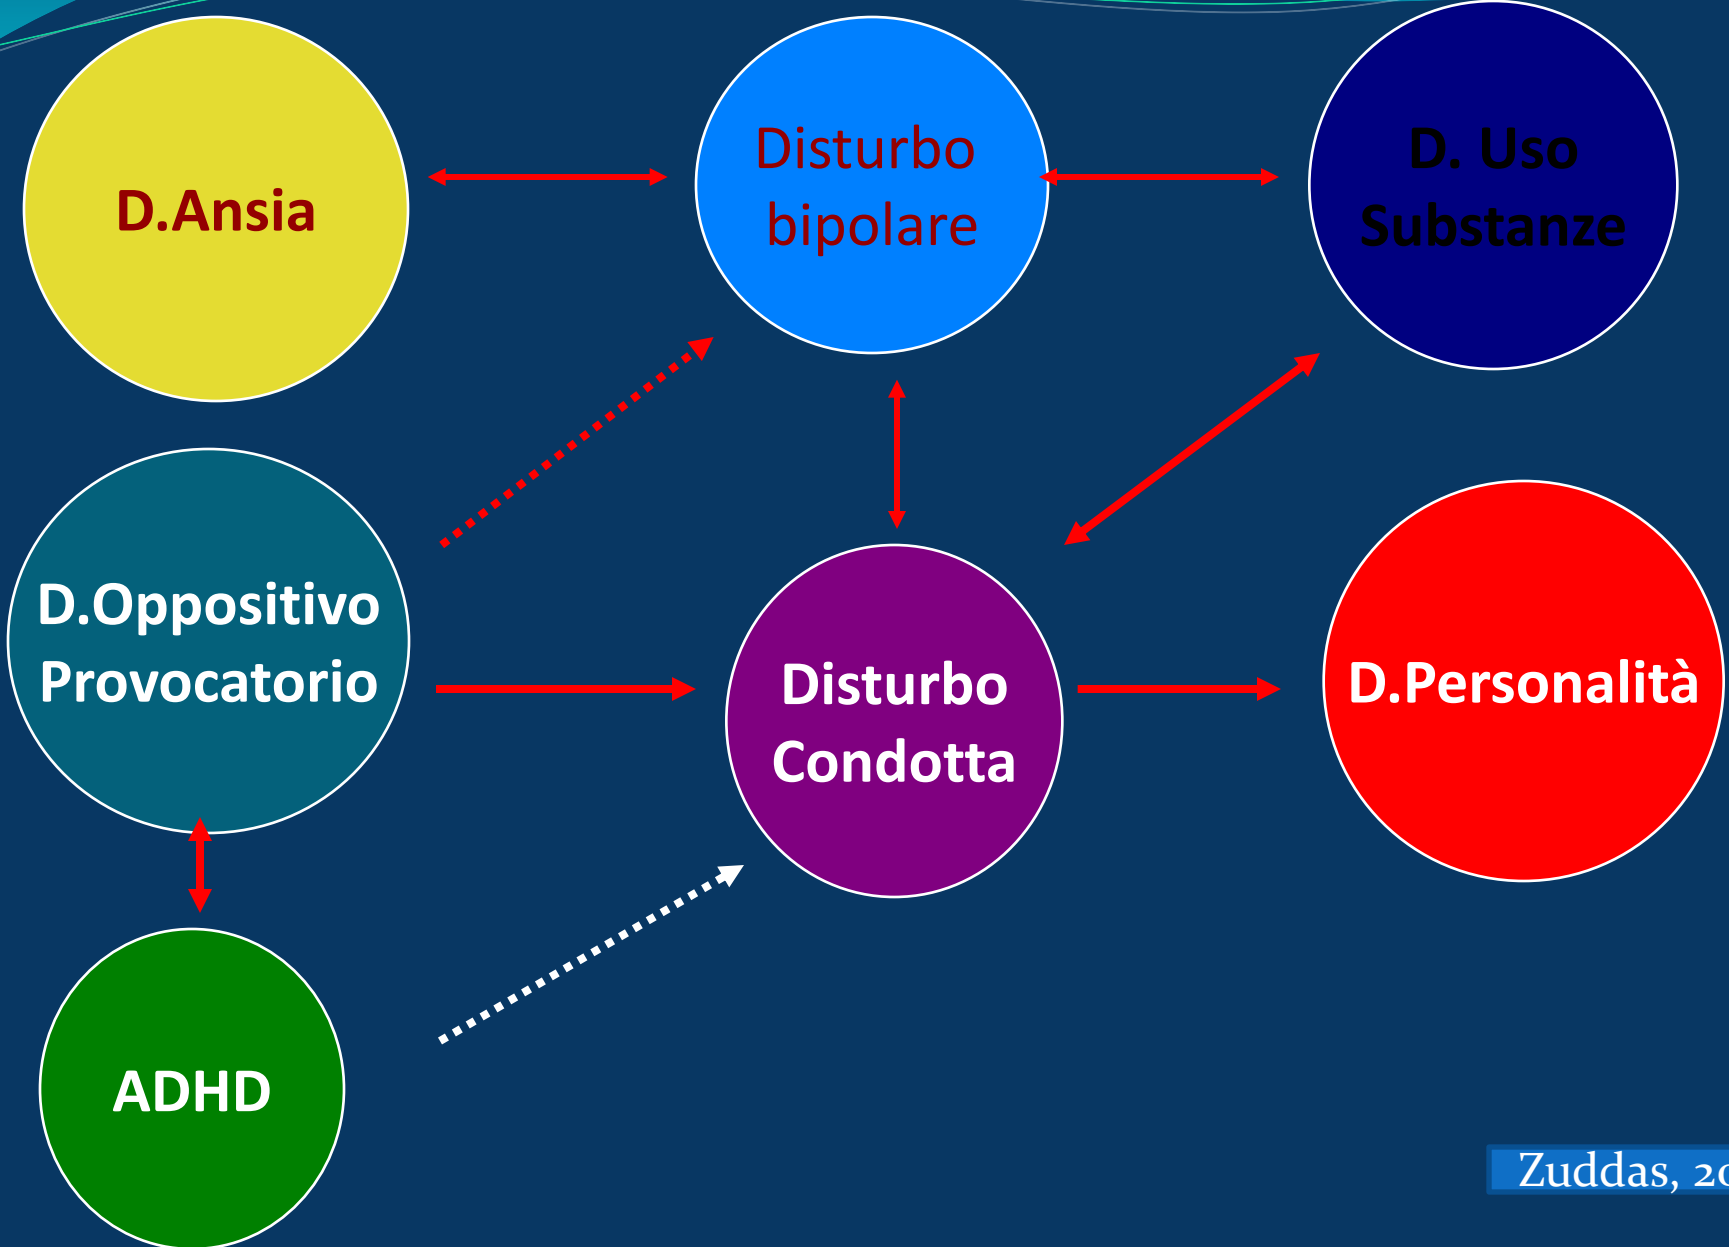 D.Ansia
Disturbo
bipolare
D. Uso
Substanze
D.Oppositivo
Provocatorio
Disturbo
Condotta
D.Personalità
ADHD
Zuddas,